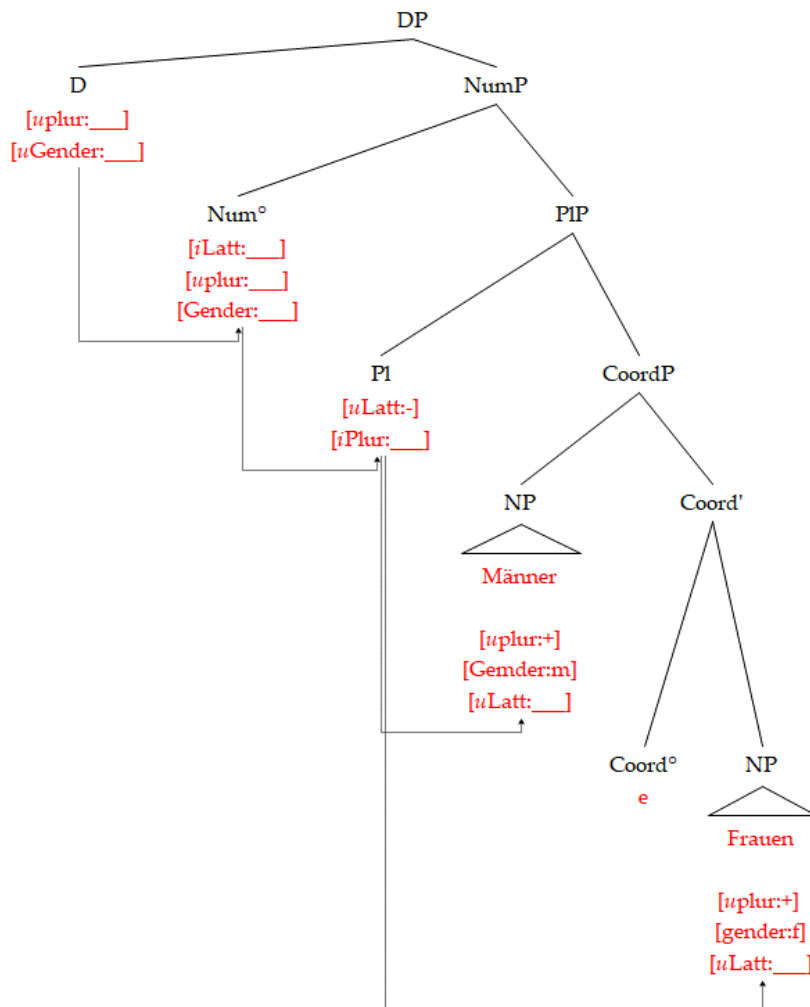 DP
D NumP
[uplur:___]
[uGender:___]
Num° PlP
[iLatt:___]
[uplur:___]
[Gender:___]
Pl CoordP
[uLatt:-]
[iPlur:___]
NP Coord'
Männer
[uplur:+]
[Gemder:m]
[uLatt:___]
Coord° NP
e
Frauen
[uplur:+]
[gender:f]
[uLatt:___]